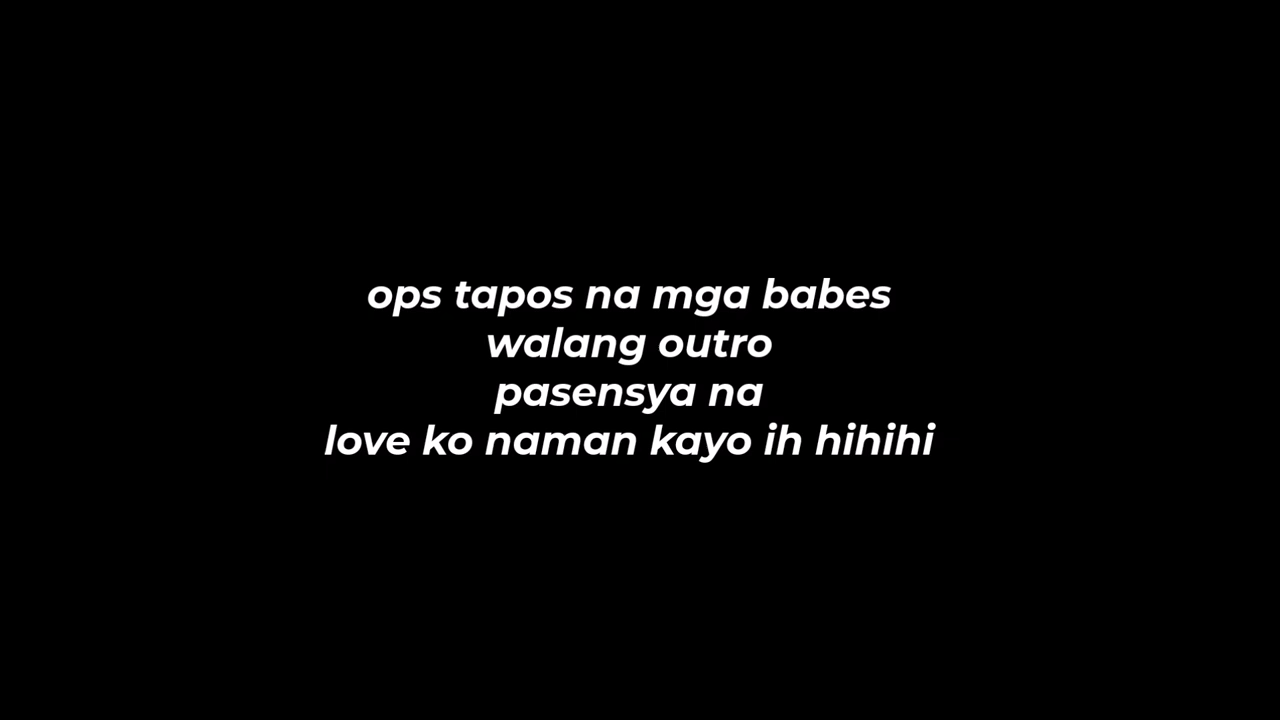 ops tapos na mga babes
walang outro
pasensya na
love ko naman kayo ih hihihi